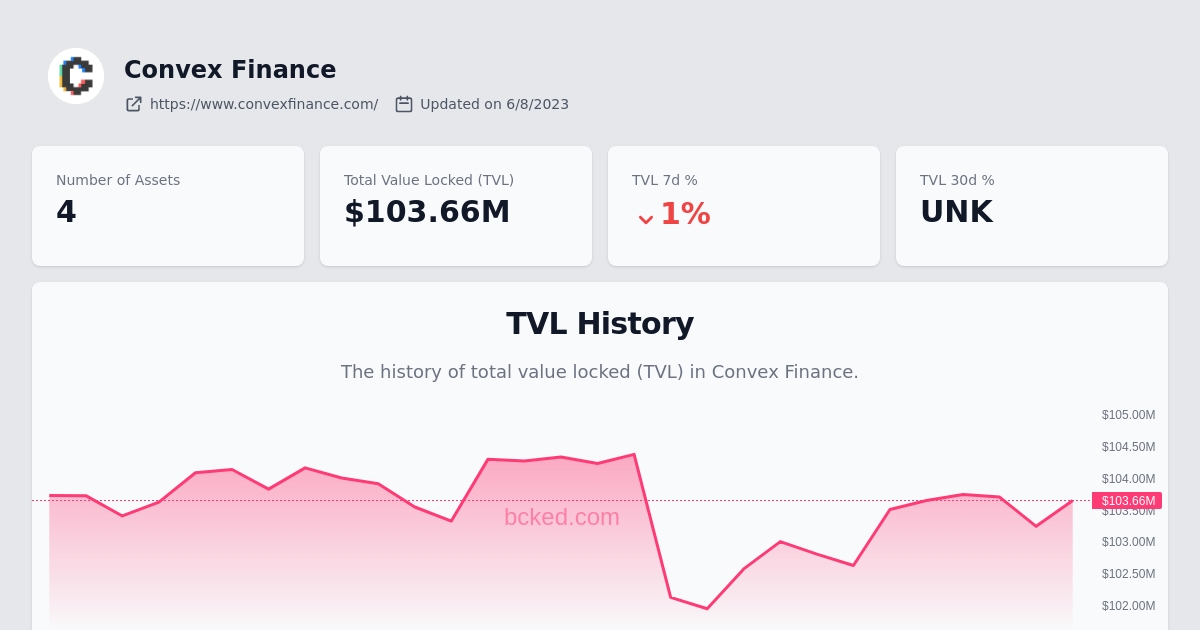 Convex Finance
https://www.convexfinance.com/ Updated on 6/8/2023
Number of Assets
4
Total Value Locked (TVL)
$103.66M
TVL 7d %
1%
TVL 30d %
UNK
TVL History
The history of total value locked (TVL) in Convex Finance.
$105.00M
$104.50M
$104.00M
$103.66M
$103.50M
bcked.com
$103.00M
$102.50M
$102.00M